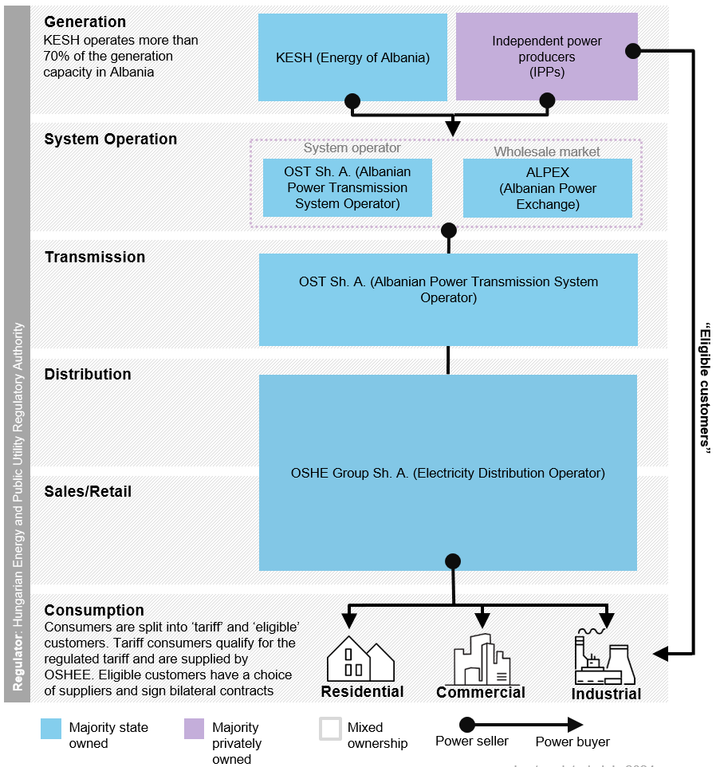 Generation
KESH operates more than
70% of the generation
capacity in Albania
KESH (Energy of Albania)
Independent power
producers
(IPPs)
System Operation
System operator
OST Sh. A. (Albanian
Power Transmission
System Operator)
Wholesale market
ALPEX
(Albanian Power
Exchange)
Transmission
OST Sh. A. (Albanian Power Transmission System
Operator)
Distribution
OSHE Group Sh. A. (Electricity Distribution Operator)
Sales/Retail
Consumption
Consumers are split into ‘tariff’ and ‘eligible’
customers. Tariff consumers qualify for the
regulated tariff and are supplied by
OSHEE. Eligible customers have a choice
of suppliers and sign bilateral contracts
Residential
Commercial
Industrial
“Eligible customers”
Regulator: Hungarian Energy and Public Utility Regulatory Authority
Majority state
owned
Majority
privately
owned
Mixed
ownership
Power seller
Power buyer